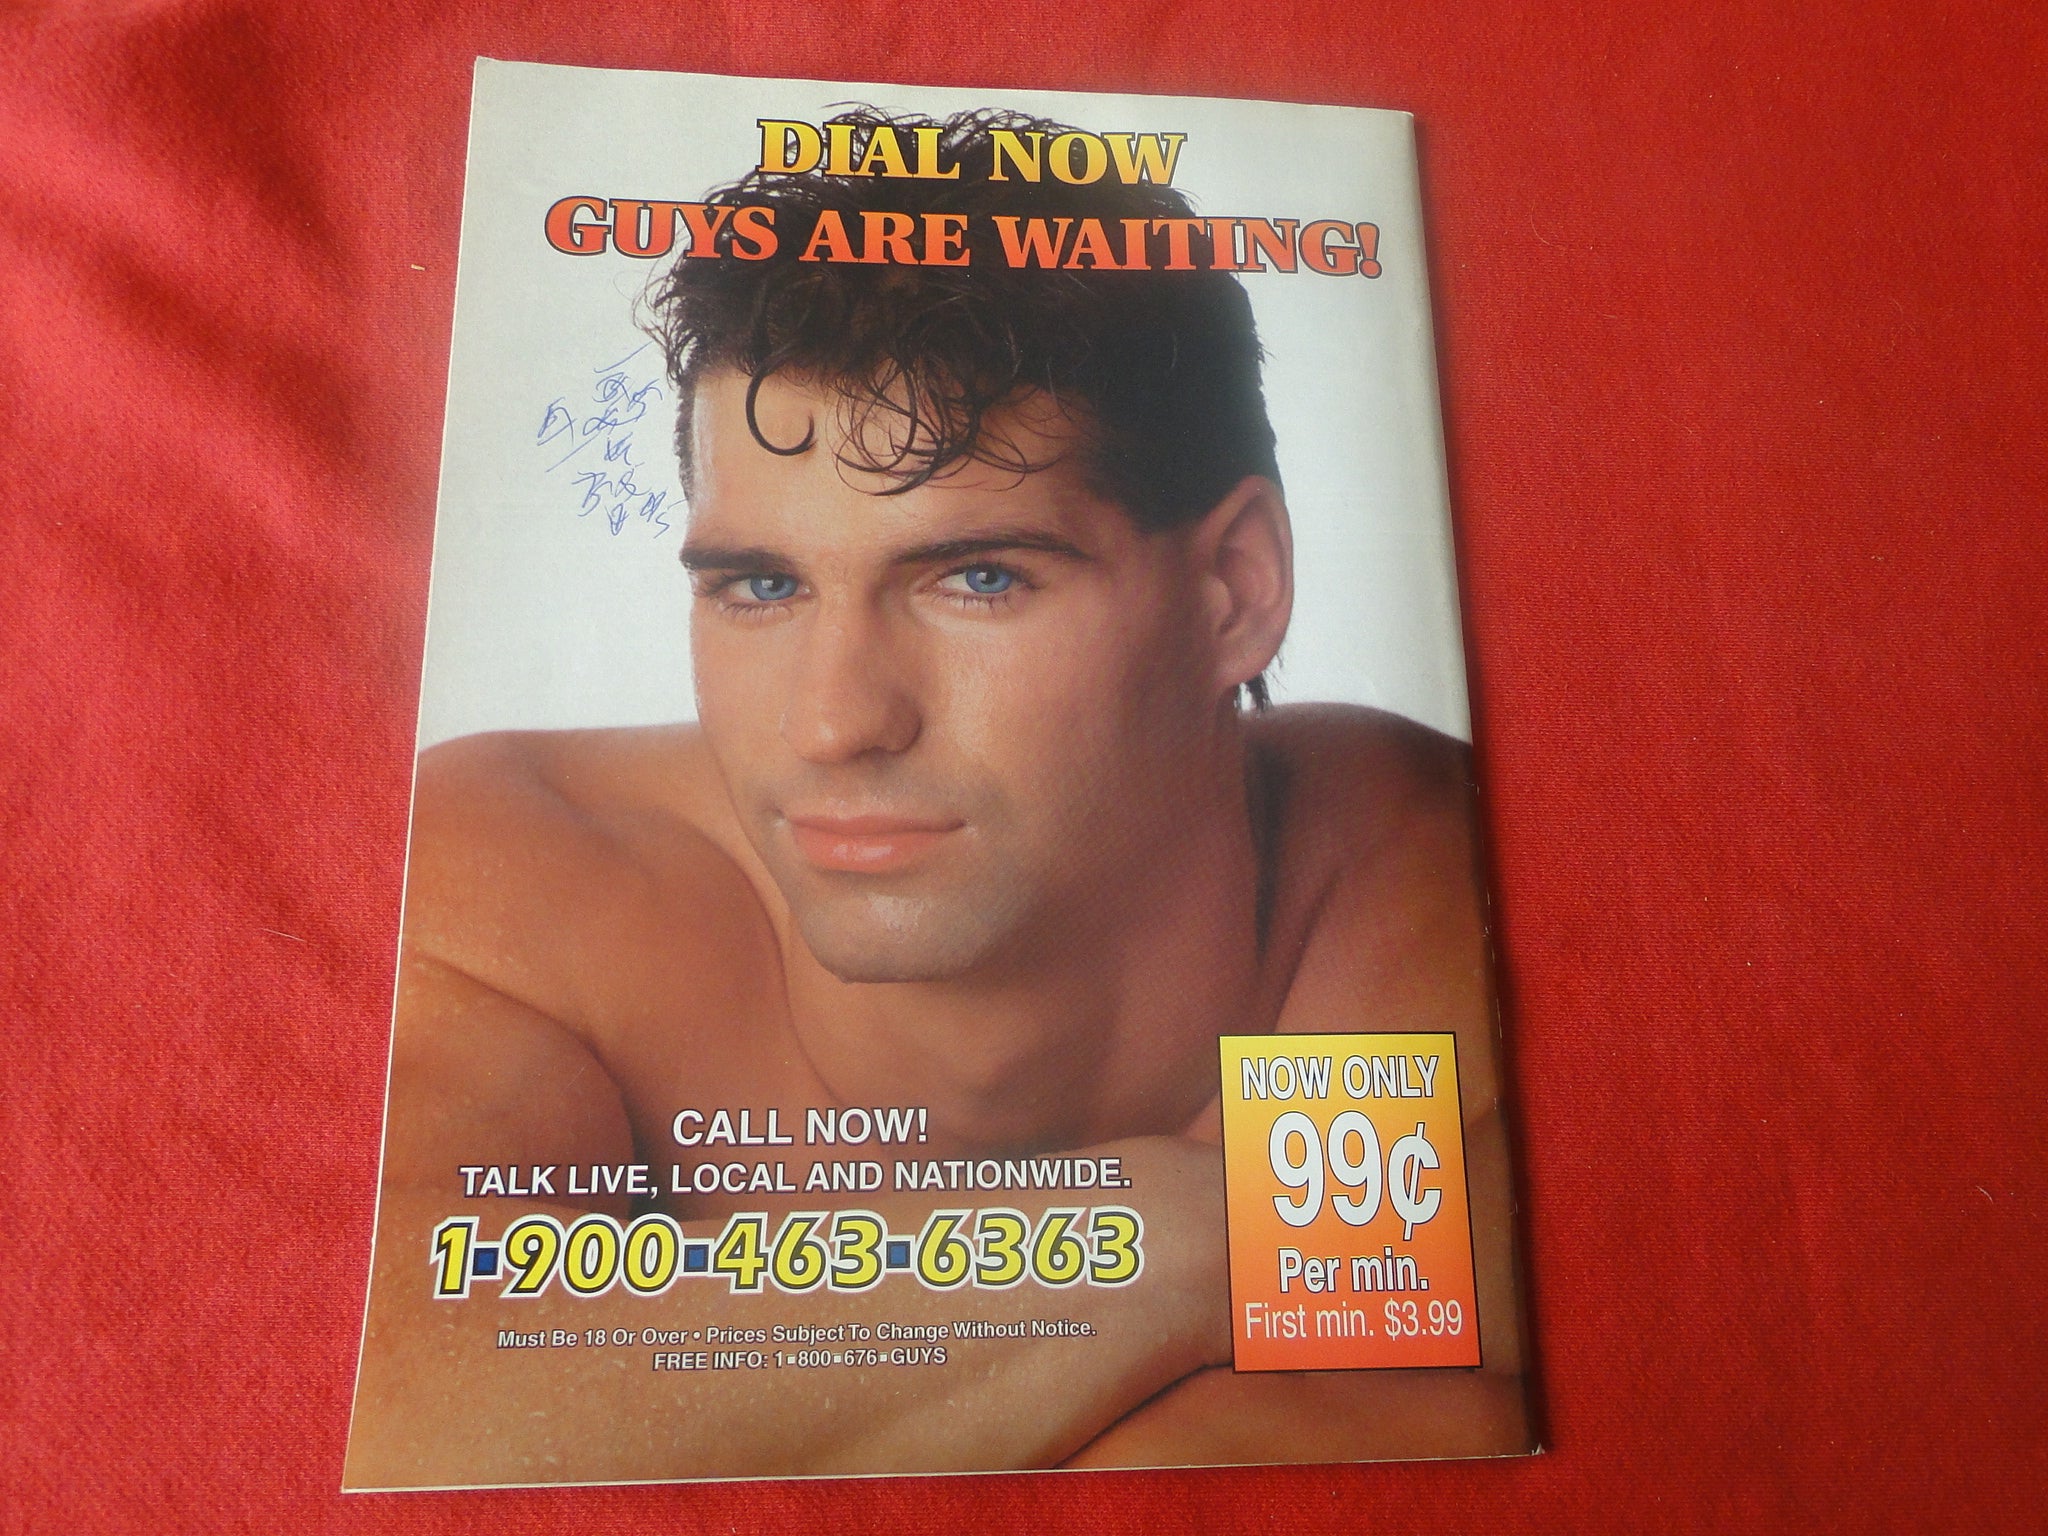 DIAL NOW
GUYS ARE WAITING!
CALL NOW!
TALK LIVE, LOCAL AND NATIONWIDE.
1-900-463-6363
Must Be 18 Or Over • Prices Subject To Change Without Notice.
FREE INFO: 1-800-676-GUYS
NOW ONLY
99¢
Per min.
First min. $3.99